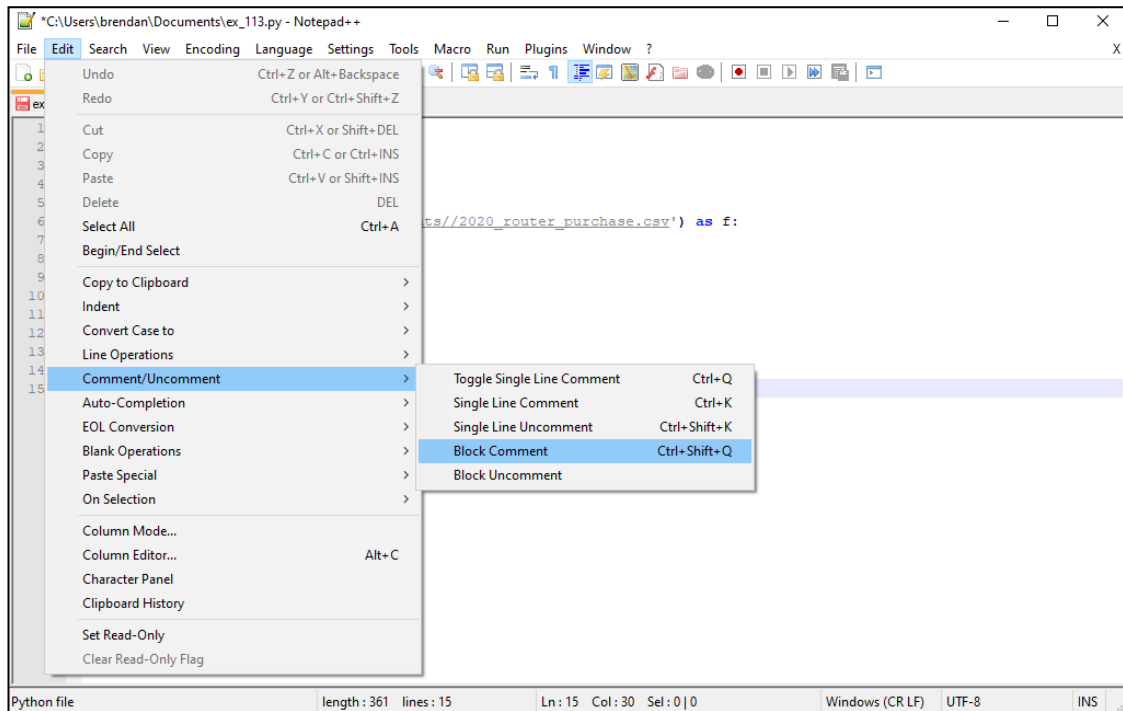 *C:\Users\brendan\Documents\ex_113.py - Notepad++
File Edit Search View Encoding Language Settings Tools Macro Run Plugins Window ? X
ex
Undo Ctrl+Z or Alt+Backspace
Redo Ctrl+Y or Ctrl+Shift+Z
Cut Ctrl+X or Shift+DEL
Copy Ctrl+C or Ctrl+INS
Paste Ctrl+V or Shift+INS
Delete DEL
Select All Ctrl+A
Begin/End Select
Copy to Clipboard
Indent
Convert Case to
Line Operations
Comment/Uncomment
Auto-Completion
EOL Conversion
Blank Operations
Paste Special
On Selection
Column Mode...
Column Editor... Alt+C
Character Panel
Clipboard History
Set Read-Only
Clear Read-Only Flag
Toggle Single Line Comment Ctrl+Q
Single Line Comment Ctrl+K
Single Line Uncomment Ctrl+Shift+K
Block Comment Ctrl+Shift+Q
Block Uncomment
1
2
3
4
5
6 ts//2020_router_purchase.csv') as f:
7
8
9
10
11
12
13
14
15
Python file length : 361 lines : 15 Ln : 15 Col : 30 Sel : 0 | 0 Windows (CR LF) UTF-8 INS